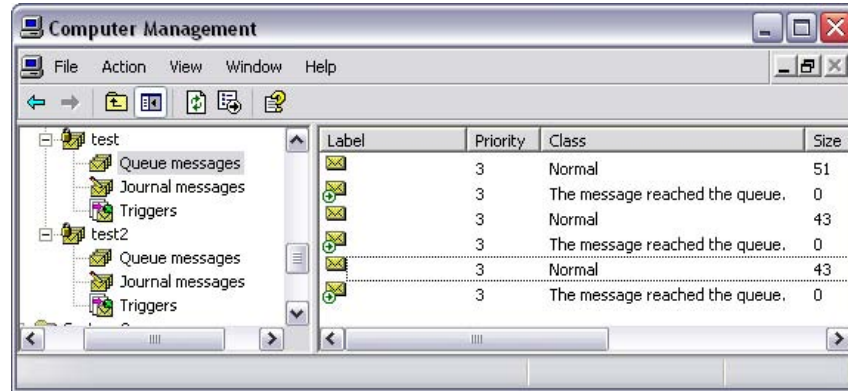 Computer Management
File Action View Window Help
test
Queue messages
Journal messages
Triggers
test2
Queue messages
Journal messages
Triggers
Label Priority Class Size
3 Normal 51
3 The message reached the queue. 0
3 Normal 43
3 The message reached the queue. 0
3 Normal 43
3 The message reached the queue. 0